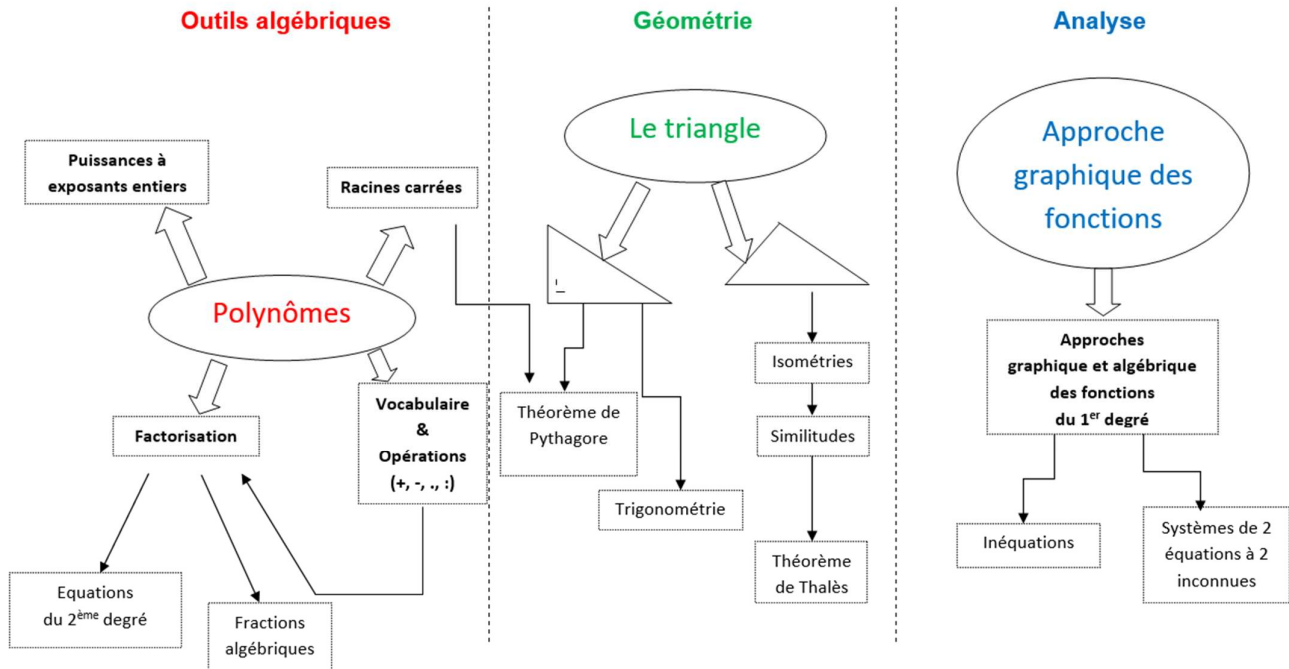 Outils algébriques
Géométrie
Analyse
Puissances à
exposants entiers
Racines carrées
Polynômes
Factorisation
Vocabulaire
&
Opérations
(+, -, ., :)
Equations
du 2ème degré
Fractions
algébriques
Le triangle
Théorème de
Pythagore
Trigonométrie
Isométries
Similitudes
Théorème
de Thalès
Approche
graphique des
fonctions
Approches
graphique et algébrique
des fonctions
du 1er degré
Inéquations
Systèmes de 2
équations à 2
inconnues